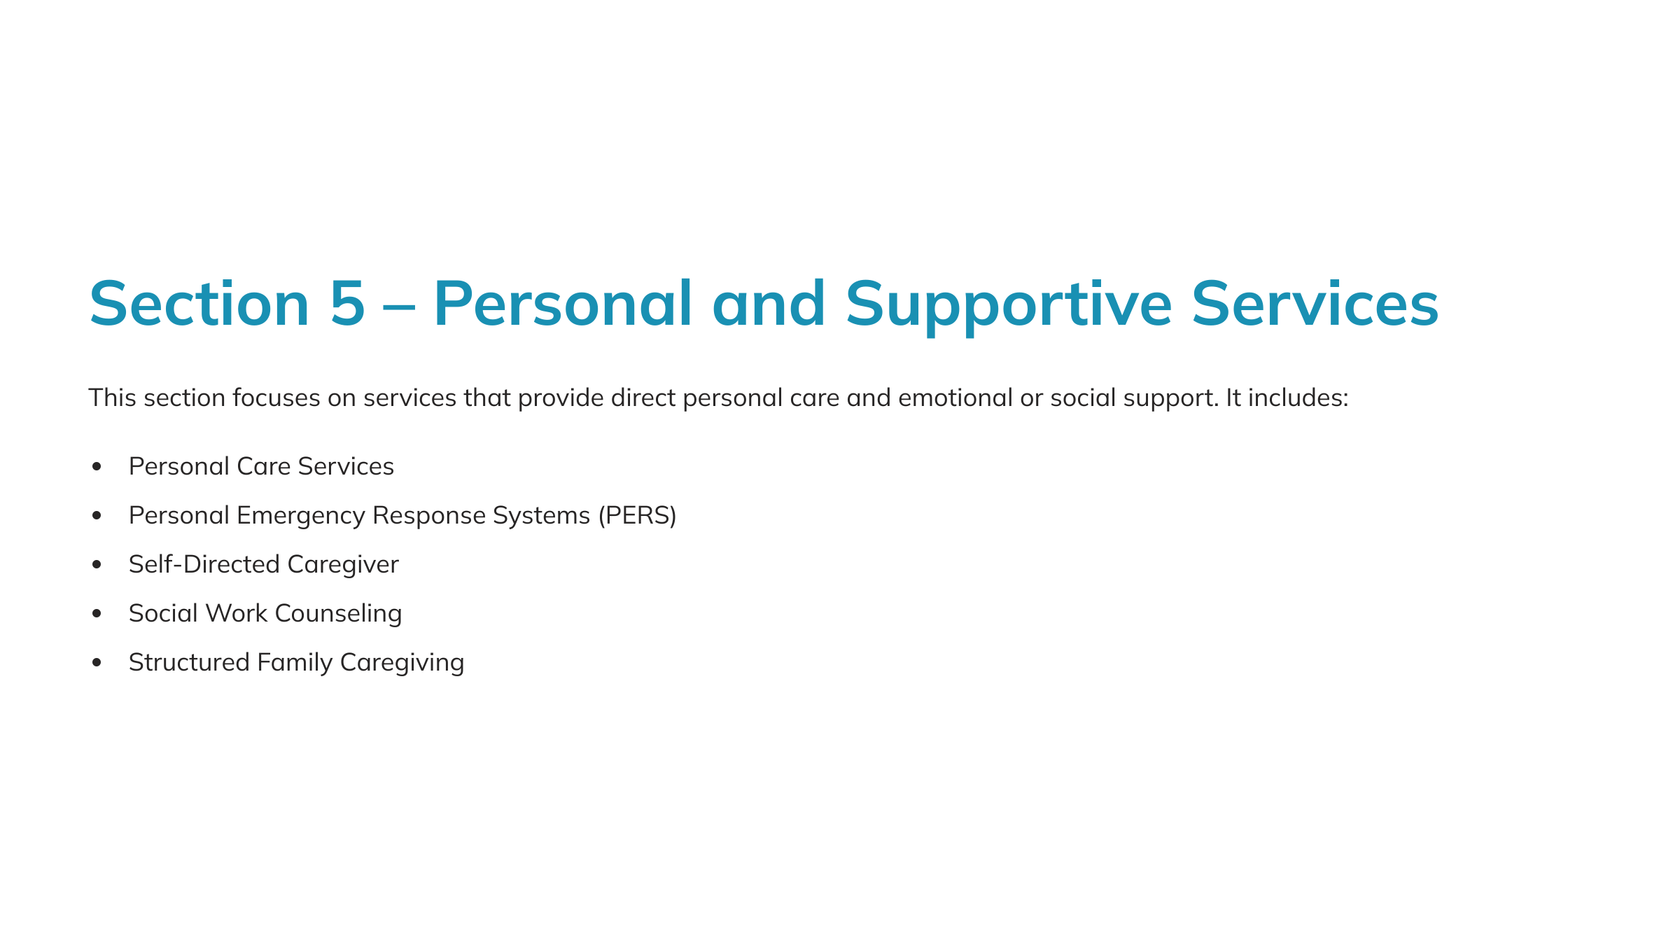 Section 5 – Personal and Supportive Services
This section focuses on services that provide direct personal care and emotional or social support. It includes:
• Personal Care Services
• Personal Emergency Response Systems (PERS)
• Self-Directed Caregiver
• Social Work Counseling
• Structured Family Caregiving